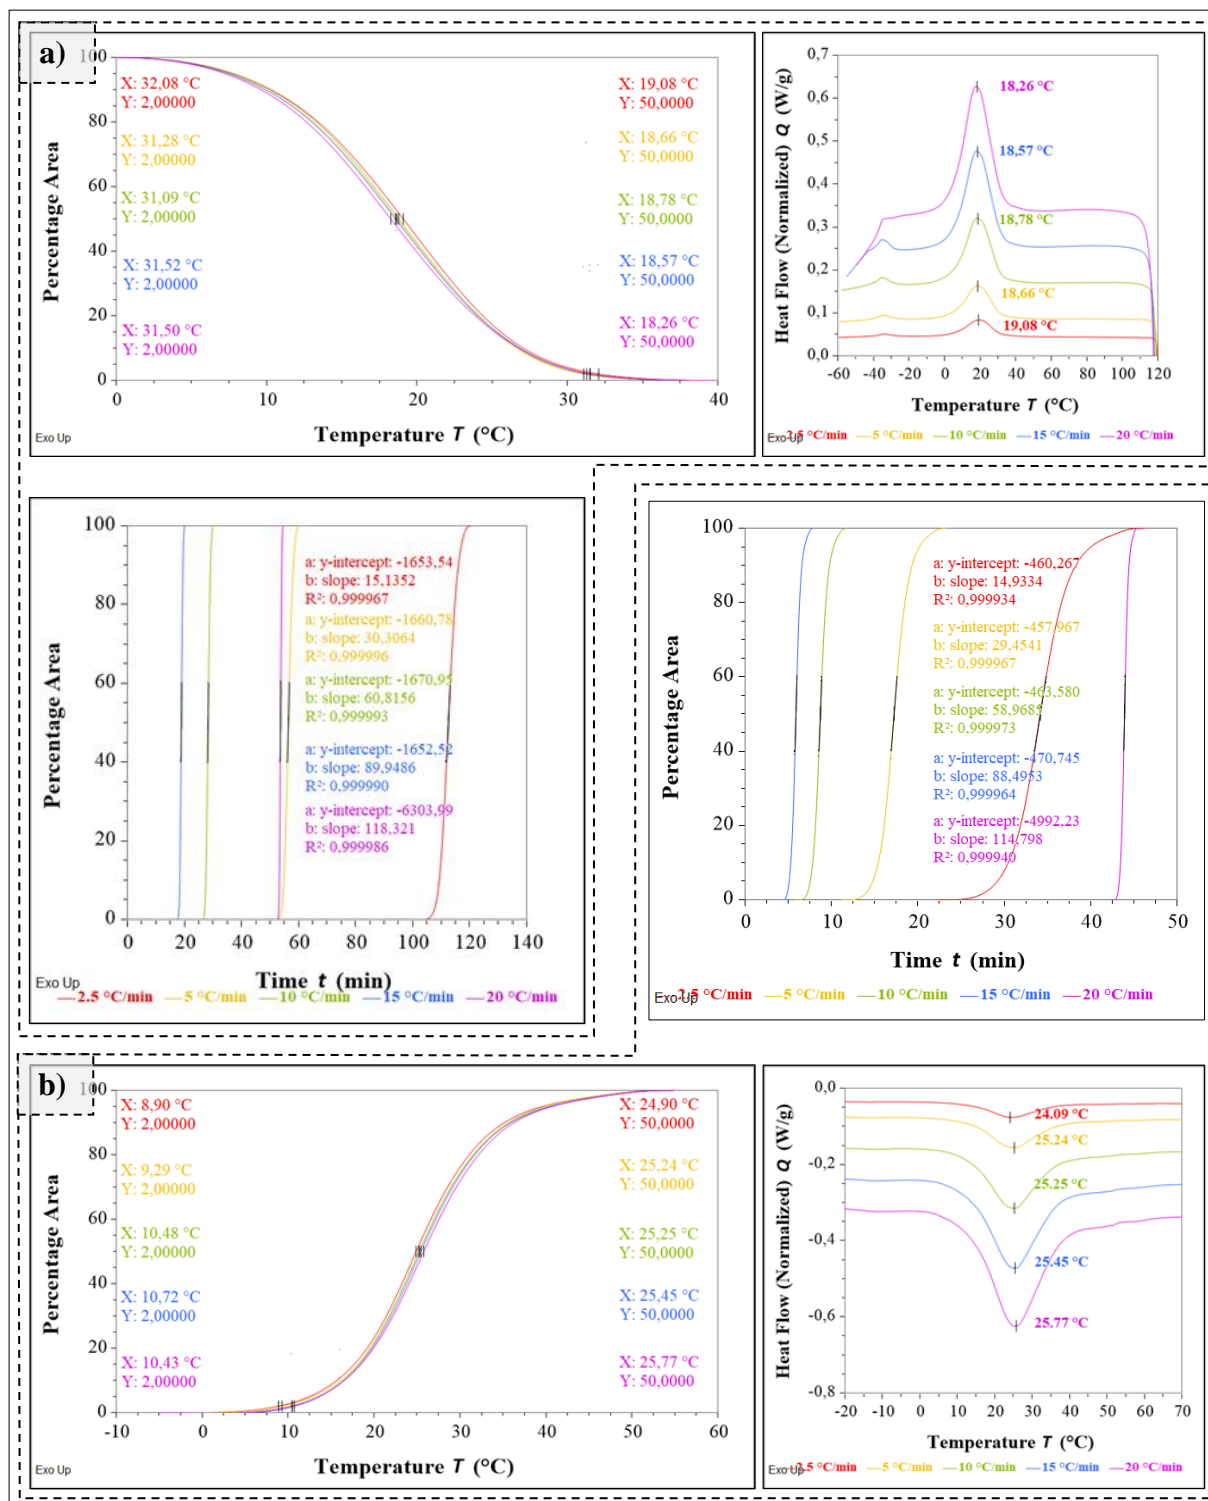 a)
100
80
60
40
20
0
0
10
20
30
40
Percentage Area
Temperature T (°C)
Exo Up
X: 32,08 °C
Y: 2,00000
X: 31,28 °C
Y: 2,00000
X: 31,09 °C
Y: 2,00000
X: 31,52 °C
Y: 2,00000
X: 31,50 °C
Y: 2,00000
X: 19,08 °C
Y: 50,0000
X: 18,66 °C
Y: 50,0000
X: 18,78 °C
Y: 50,0000
X: 18,57 °C
Y: 50,0000
X: 18,26 °C
Y: 50,0000
0,7
0,6
0,5
0,4
0,3
0,2
0,1
0,0
-60
-40
-20
0
20
40
60
80
100
120
Heat Flow (Normalized) Q (W/g)
Temperature T (°C)
18,26 °C
18,57 °C
18,78 °C
18,66 °C
19,08 °C
Exo Up
2.5 °C/min
5 °C/min
10 °C/min
15 °C/min
20 °C/min
100
80
60
40
20
0
0
20
40
60
80
100
120
140
Percentage Area
Time t (min)
a: y-intercept: -1653,54
b: slope: 15,1352
R²: 0,999967
a: y-intercept: -1660,78
b: slope: 30,3064
R²: 0,999996
a: y-intercept: -1670,95
b: slope: 60,8156
R²: 0,999993
a: y-intercept: -1652,52
b: slope: 89,9486
R²: 0,999990
a: y-intercept: -6303,99
b: slope: 118,321
R²: 0,999986
Exo Up
2.5 °C/min
5 °C/min
10 °C/min
15 °C/min
20 °C/min
100
80
60
40
20
0
0
10
20
30
40
50
Percentage Area
Time t (min)
a: y-intercept: -460,267
b: slope: 14,9334
R²: 0,999934
a: y-intercept: -457,967
b: slope: 29,4541
R²: 0,999967
a: y-intercept: -463,580
b: slope: 58,9685
R²: 0,999973
a: y-intercept: -470,745
b: slope: 88,4953
R²: 0,999964
a: y-intercept: -4992,23
b: slope: 114,798
R²: 0,999940
Exo Up
2.5 °C/min
5 °C/min
10 °C/min
15 °C/min
20 °C/min
b)
100
80
60
40
20
0
-10
0
10
20
30
40
50
60
Percentage Area
Temperature T (°C)
Exo Up
X: 8,90 °C
Y: 2,00000
X: 9,29 °C
Y: 2,00000
X: 10,48 °C
Y: 2,00000
X: 10,72 °C
Y: 2,00000
X: 10,43 °C
Y: 2,00000
X: 24,90 °C
Y: 50,0000
X: 25,24 °C
Y: 50,0000
X: 25,25 °C
Y: 50,0000
X: 25,45 °C
Y: 50,0000
X: 25,77 °C
Y: 50,0000
0,0
-0,2
-0,4
-0,6
-0,8
-20
-10
0
10
20
30
40
50
60
70
Heat Flow (Normalized) Q (W/g)
Temperature T (°C)
24.09 °C
25.24 °C
25.25 °C
25.45 °C
25.77 °C
Exo Up
2.5 °C/min
5 °C/min
10 °C/min
15 °C/min
20 °C/min